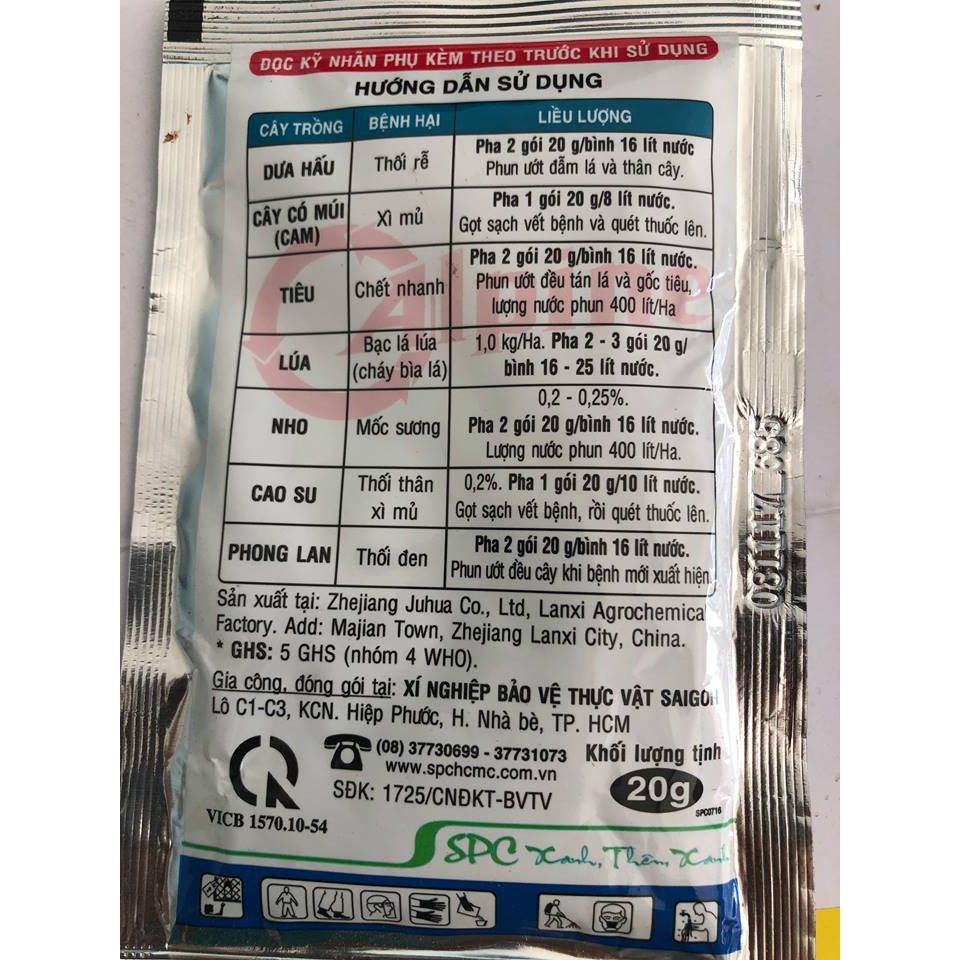 ĐỌC KỸ NHÃN PHỤ KÈM THEO TRƯỚC KHI SỬ DỤNG
HƯỚNG DẪN SỬ DỤNG
CÂY TRỒNG BỆNH HẠI LIỀU LƯỢNG
DƯA HẤU Thối rễ Pha 2 gói 20 g/bình 16 lít nước
Phun ướt đẫm lá và thân cây.
CÂY CÓ MÚI (CAM) Xì mủ Pha 1 gói 20 g/8 lít nước.
Gọt sạch vết bệnh và quét thuốc lên.
TIÊU Chết nhanh Pha 2 gói 20 g/bình 16 lít nước.
Phun ướt đều tán lá và gốc tiêu,
lượng nước phun 400 lít/Ha
LÚA Bạc lá lúa (cháy bìa lá) 1,0 kg/Ha. Pha 2 - 3 gói 20 g/
bình 16 - 25 lít nước.
NHO Mốc sương 0,2 - 0,25%.
Pha 2 gói 20 g/bình 16 lít nước.
Lượng nước phun 400 lít/Ha.
CAO SU Thối thân xì mủ 0,2%. Pha 1 gói 20 g/10 lít nước.
Gọt sạch vết bệnh, rồi quét thuốc lên.
PHONG LAN Thối đen Pha 2 gói 20 g/bình 16 lít nước.
Phun ướt đều cây khi bệnh mới xuất hiện
Alpine
Sản xuất tại: Zhejiang Juhua Co., Ltd, Lanxi Agrochemical
Factory. Add: Majian Town, Zhejiang Lanxi City, China.
* GHS: 5 GHS (nhóm 4 WHO).
Gia công, đóng gói tại: XÍ NGHIỆP BẢO VỆ THỰC VẬT SAIGON
Lô C1-C3, KCN. Hiệp Phước, H. Nhà bè, TP. HCM
(08) 37730699 - 37731073
www.spchcmc.com.vn
SĐK: 1725/CNĐKT-BVTV
Khối lượng tịnh
20g
SPC0716
VICB 1570.10-54
SPC Xanh, Thêm Xanh
031117 385